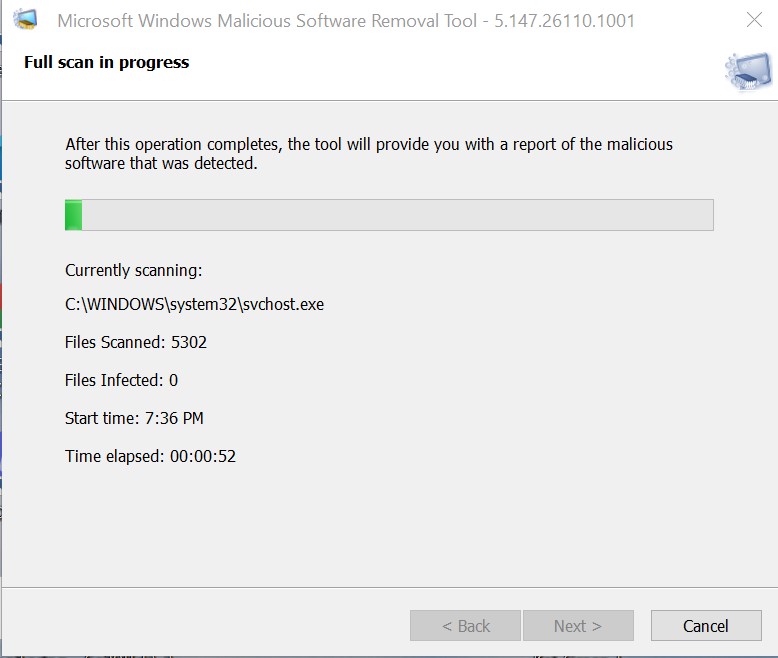 Microsoft Windows Malicious Software Removal Tool - 5.147.26110.1001
Full scan in progress
After this operation completes, the tool will provide you with a report of the malicious
software that was detected.
Currently scanning:
C:\WINDOWS\system32\svchost.exe
Files Scanned: 5302
Files Infected: 0
Start time: 7:36 PM
Time elapsed: 00:00:52
< Back
Next >
Cancel